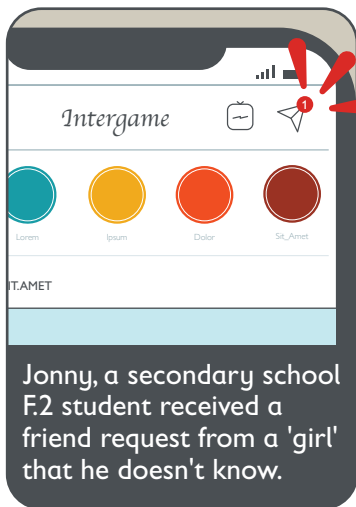 1
Intergame
Lorem
Ipsum
Dolor
Sit_Amet
IT.AMET
Jonny, a secondary school
F.2 student received a
friend request from a 'girl'
that he doesn't know.